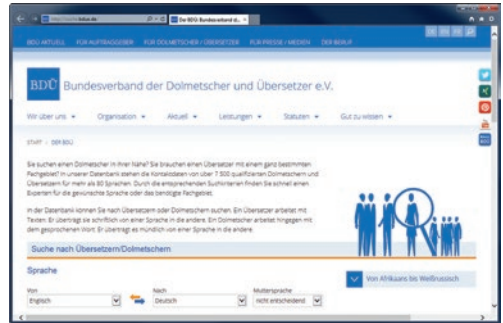 Der BDÜ Bundesverband d...
BDÜ AKTUELL FÜR AUFTRAGGEBER FÜR DOLMETSCHER / ÜBERSETZER FÜR PRESSE / MEDIEN DER BERUF
BDÜ Bundesverband der Dolmetscher und Übersetzer e.V.
Wir über uns Organisation Aktuell Leistungen Statuten Gut zu wissen
START DER BDÜ
Sie suchen einen Dolmetscher in Ihrer Nähe? Sie brauchen einen Übersetzer mit einem ganz bestimmten
Fachgebiet? In unserer Datenbank stehen die Kontaktdaten von über 7 500 qualifizierten Dolmetschern und
Übersetzern für mehr als 80 Sprachen. Durch die entsprechenden Suchkriterien finden Sie schnell einen
Experten für die gewünschte Sprache oder das benötigte Fachgebiet.
In der Datenbank können Sie nach Übersetzern oder Dolmetschern suchen. Ein Übersetzer arbeitet mit
Texten: Er überträgt sie schriftlich von einer Sprache in die andere. Ein Dolmetscher arbeitet hingegen mit
dem gesprochenen Wort: Er überträgt es mündlich von einer Sprache in die andere.
Suche nach Übersetzern/Dolmetschern
Sprache
Von Afrikaans bis Weißrussisch
Von Nach Muttersprache
Englisch Deutsch nicht entscheidend